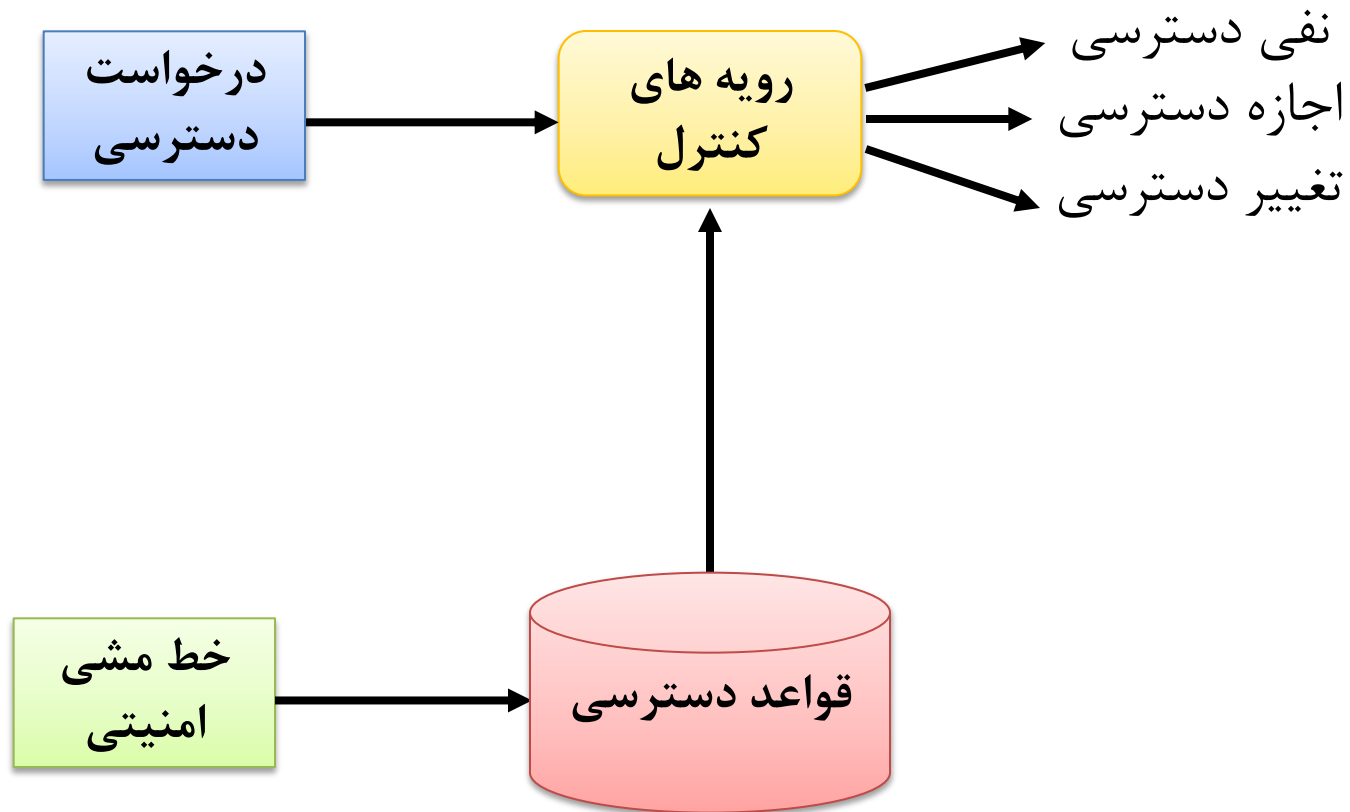 درخواست
دسترسی
رویه های
کنترل
نفی دسترسی
اجازه دسترسی
تغییر دسترسی
خط مشی
امنیتی
قواعد دسترسی